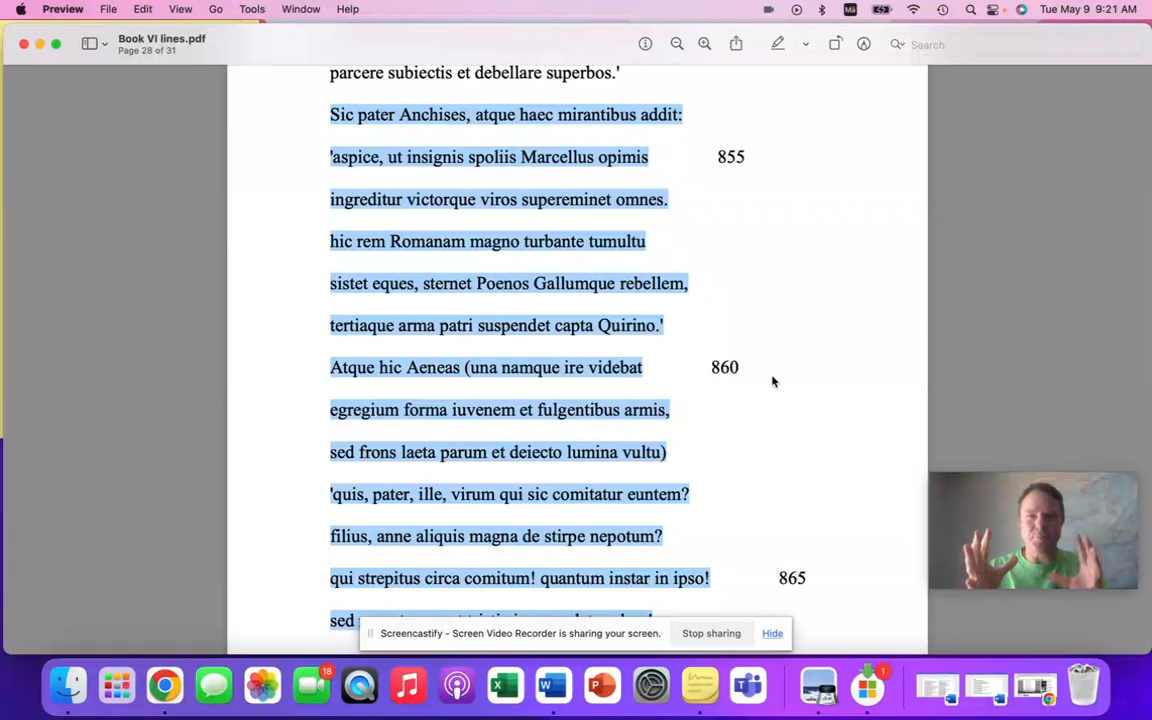 Preview File Edit View Go Tools Window Help Tue May 9 9:21 AM
Book VI lines.pdf
Page 28 of 31
Search
parcere subiectis et debellare superbos.'
Sic pater Anchises, atque haec mirantibus addit:
'aspice, ut insignis spoliis Marcellus opimis 855
ingreditur victorque viros supereminet omnes.
hic rem Romanam magno turbante tumultu
sistet eques, sternet Poenos Gallumque rebellem,
tertiaque arma patri suspendet capta Quirino.'
Atque hic Aeneas (una namque ire videbat 860
egregium forma iuvenem et fulgentibus armis,
sed frons laeta parum et deiecto lumina vultu)
'quis, pater, ille, virum qui sic comitatur euntem?
filius, anne aliquis magna de stirpe nepotum?
qui strepitus circa comitum! quantum instar in ipso! 865
sed
Screencastify - Screen Video Recorder is sharing your screen. Stop sharing Hide
18
1